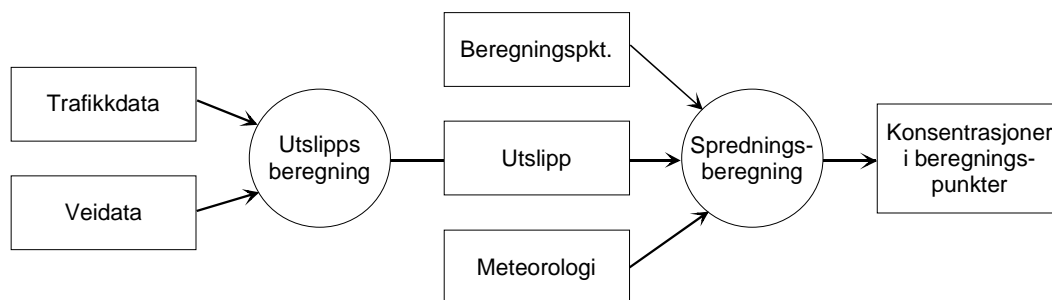 Trafikkdata
Veidata
Utslipps
beregning
Beregningspkt.
Utslipp
Meteorologi
Sprednings-
beregning
Konsentrasjoner
i beregnings-
punkter